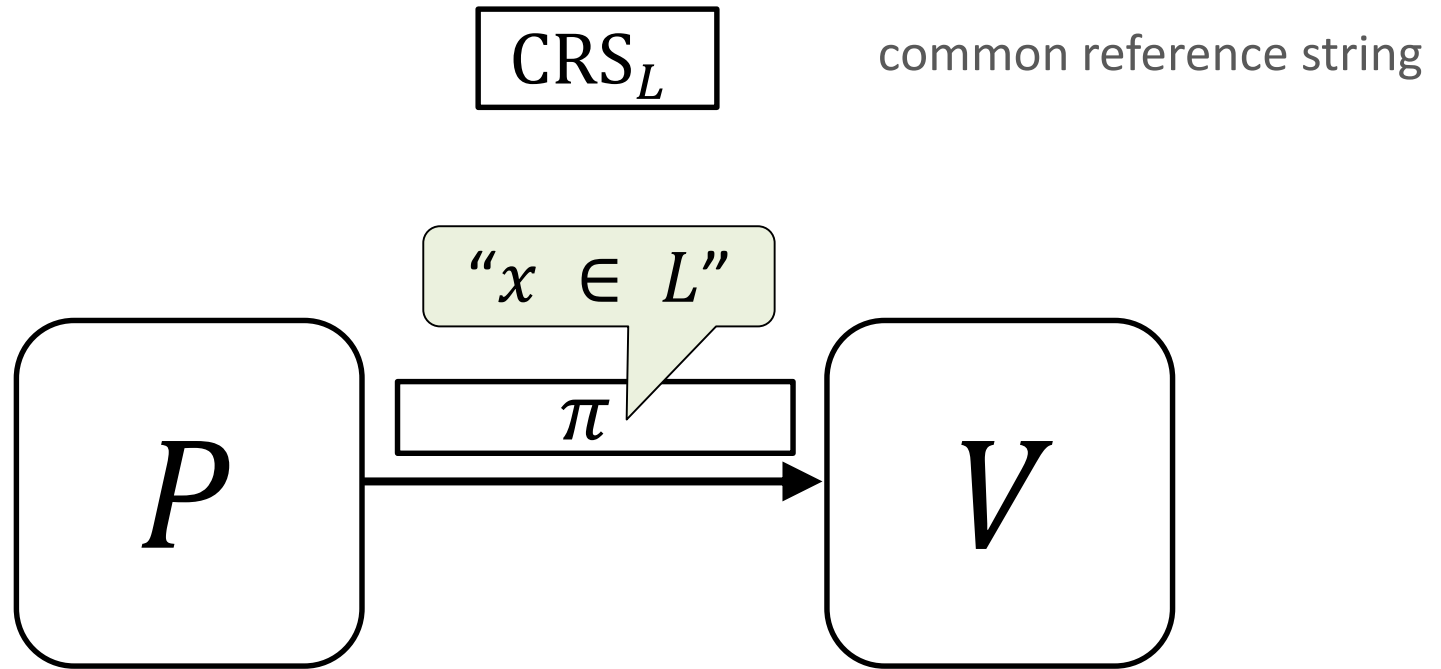 CRS_L
common reference string
“x ∈ L”
π
P
V